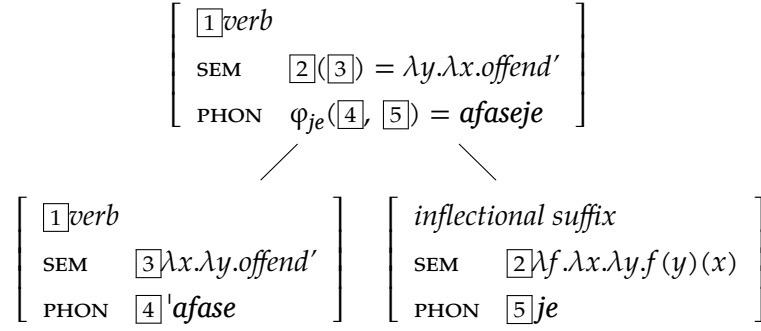 [1]verb
SEM [2]([3]) = λy.λx.offend′
PHON φje([4], [5]) = afaseje
[1]verb
SEM [3]λx.λy.offend′
PHON [4]ˈafase
inflectional suffix
SEM [2]λf.λx.λy.f(y)(x)
PHON [5]je